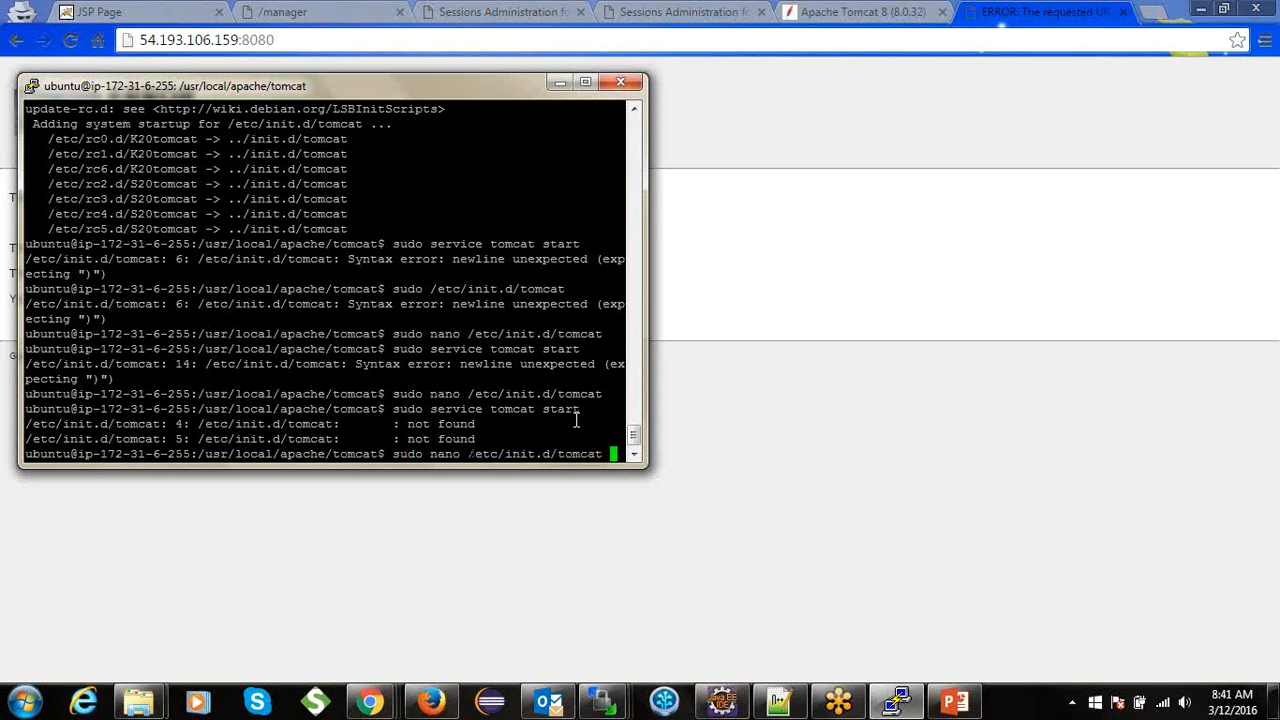 JSP Page
/manager
Sessions Administration fo
Sessions Administration fo
Apache Tomcat 8 (8.0.32)
ERROR: The requested UR
54.193.106.159:8080
ubuntu@ip-172-31-6-255: /usr/local/apache/tomcat
update-rc.d: see <http://wiki.debian.org/LSBInitScripts>
Adding system startup for /etc/init.d/tomcat ...
/etc/rc0.d/K20tomcat -> ../init.d/tomcat
/etc/rc1.d/K20tomcat -> ../init.d/tomcat
/etc/rc6.d/K20tomcat -> ../init.d/tomcat
/etc/rc2.d/S20tomcat -> ../init.d/tomcat
/etc/rc3.d/S20tomcat -> ../init.d/tomcat
/etc/rc4.d/S20tomcat -> ../init.d/tomcat
/etc/rc5.d/S20tomcat -> ../init.d/tomcat
ubuntu@ip-172-31-6-255:/usr/local/apache/tomcat$ sudo service tomcat start
/etc/init.d/tomcat: 6: /etc/init.d/tomcat: Syntax error: newline unexpected (exp
ecting ")")
ubuntu@ip-172-31-6-255:/usr/local/apache/tomcat$ sudo /etc/init.d/tomcat
/etc/init.d/tomcat: 6: /etc/init.d/tomcat: Syntax error: newline unexpected (exp
ecting ")")
ubuntu@ip-172-31-6-255:/usr/local/apache/tomcat$ sudo nano /etc/init.d/tomcat
ubuntu@ip-172-31-6-255:/usr/local/apache/tomcat$ sudo service tomcat start
/etc/init.d/tomcat: 14: /etc/init.d/tomcat: Syntax error: newline unexpected (ex
pecting ")")
ubuntu@ip-172-31-6-255:/usr/local/apache/tomcat$ sudo nano /etc/init.d/tomcat
ubuntu@ip-172-31-6-255:/usr/local/apache/tomcat$ sudo service tomcat start
/etc/init.d/tomcat: 4: /etc/init.d/tomcat: : not found
/etc/init.d/tomcat: 5: /etc/init.d/tomcat: : not found
ubuntu@ip-172-31-6-255:/usr/local/apache/tomcat$ sudo nano /etc/init.d/tomcat
8:41 AM
3/12/2016